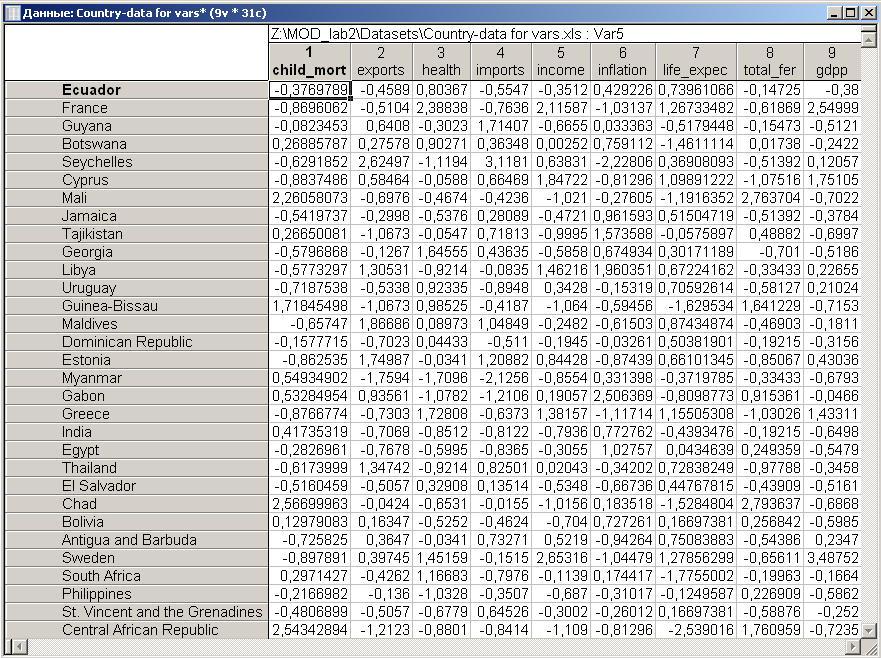 Данные: Country-data for vars* (9v * 31c)
Z:\MOD_lab2\Datasets\Country-data for vars.xls : Var5
1 2 3 4 5 6 7 8 9
child_mort exports health imports income inflation life_expec total_fer gdpp
Ecuador -0,3769789 -0,4589 0,80367 -0,5547 -0,3512 0,429226 0,73961066 -0,14725 -0,38
France -0,8696062 -0,5104 2,38838 -0,7636 2,11587 -1,03137 1,26733482 -0,61869 2,54999
Guyana -0,0823453 0,6408 -0,3023 1,71407 -0,6655 0,033363 -0,5179448 -0,15473 -0,5121
Botswana 0,26885787 0,27578 0,90271 0,36348 0,00252 0,759112 -1,4611114 0,01738 -0,2422
Seychelles -0,6291852 2,62497 -1,1194 3,1181 0,63831 -2,22806 0,36908093 -0,51392 0,12057
Cyprus -0,8837486 0,58464 -0,0588 0,66469 1,84722 -0,81296 1,09891222 -1,07516 1,75105
Mali 2,26058073 -0,6976 -0,4674 -0,4236 -1,021 -0,27605 -1,1916352 2,763704 -0,7022
Jamaica -0,5419737 -0,2998 -0,5376 0,28089 -0,4721 0,961593 0,51504719 -0,51392 -0,3784
Tajikistan 0,26650081 -1,0673 -0,0547 0,71813 -0,9995 1,573588 -0,0575897 0,48882 -0,6997
Georgia -0,5796868 -0,1267 1,64555 0,43635 -0,5858 0,674934 0,30171189 -0,701 -0,5186
Libya -0,5773297 1,30531 -0,9214 -0,0835 1,46216 1,960351 0,67224162 -0,33433 0,22655
Uruguay -0,7187538 -0,5338 0,92335 -0,8948 0,3428 -0,15319 0,70592614 -0,58127 0,21024
Guinea-Bissau 1,71845498 -1,0673 0,98525 -0,4187 -1,064 -0,59456 -1,629534 1,641229 -0,7153
Maldives -0,65747 1,86686 0,08973 1,04849 -0,2482 -0,61503 0,87434874 -0,46903 -0,1811
Dominican Republic -0,1577715 -0,7023 0,04433 -0,511 -0,1945 -0,03261 0,50381901 -0,19215 -0,3156
Estonia -0,862535 1,74987 -0,0341 1,20882 0,84428 -0,87439 0,66101345 -0,85067 0,43036
Myanmar 0,54934902 -1,7594 -1,7096 -2,1256 -0,8554 0,331398 -0,3719785 -0,33433 -0,6793
Gabon 0,53284954 0,93561 -1,0782 -1,2106 0,19057 2,506369 -0,8098773 0,915361 -0,0466
Greece -0,8766774 -0,7303 1,72808 -0,6373 1,38157 -1,11714 1,15505308 -1,03026 1,43311
India 0,41735319 -0,7069 -0,8512 -0,8122 -0,7936 0,772762 -0,4393476 -0,19215 -0,6498
Egypt -0,2826961 -0,7678 -0,5995 -0,8365 -0,3055 1,02757 0,0434639 0,249359 -0,5479
Thailand -0,6173999 1,34742 -0,9214 0,82501 0,02043 -0,34202 0,72838249 -0,97788 -0,3458
El Salvador -0,5160459 -0,5057 0,32908 0,13514 -0,5348 -0,66736 0,44767815 -0,43909 -0,5161
Chad 2,56699963 -0,0424 -0,6531 -0,0155 -1,0156 0,183518 -1,5284804 2,793637 -0,6868
Bolivia 0,12979083 0,16347 -0,5252 -0,4624 -0,704 0,727261 0,16697381 0,256842 -0,5985
Antigua and Barbuda -0,725825 0,3647 -0,0341 0,73271 0,5219 -0,94264 0,75083883 -0,54386 0,2347
Sweden -0,897891 0,39745 1,45159 -0,1515 2,65316 -1,04479 1,27856299 -0,65611 3,48752
South Africa 0,2971427 -0,4262 1,16683 -0,7976 -0,1139 0,174417 -1,7755002 -0,19963 -0,1664
Philippines -0,2166982 -0,136 -1,0328 -0,3507 -0,687 -0,31017 -0,1249587 0,226909 -0,5862
St. Vincent and the Grenadines -0,4806899 -0,5057 -0,6779 0,64526 -0,3002 -0,26012 0,16697381 -0,58876 -0,252
Central African Republic 2,54342894 -1,2123 -0,8801 -0,8414 -1,109 -0,81296 -2,539016 1,760959 -0,7235